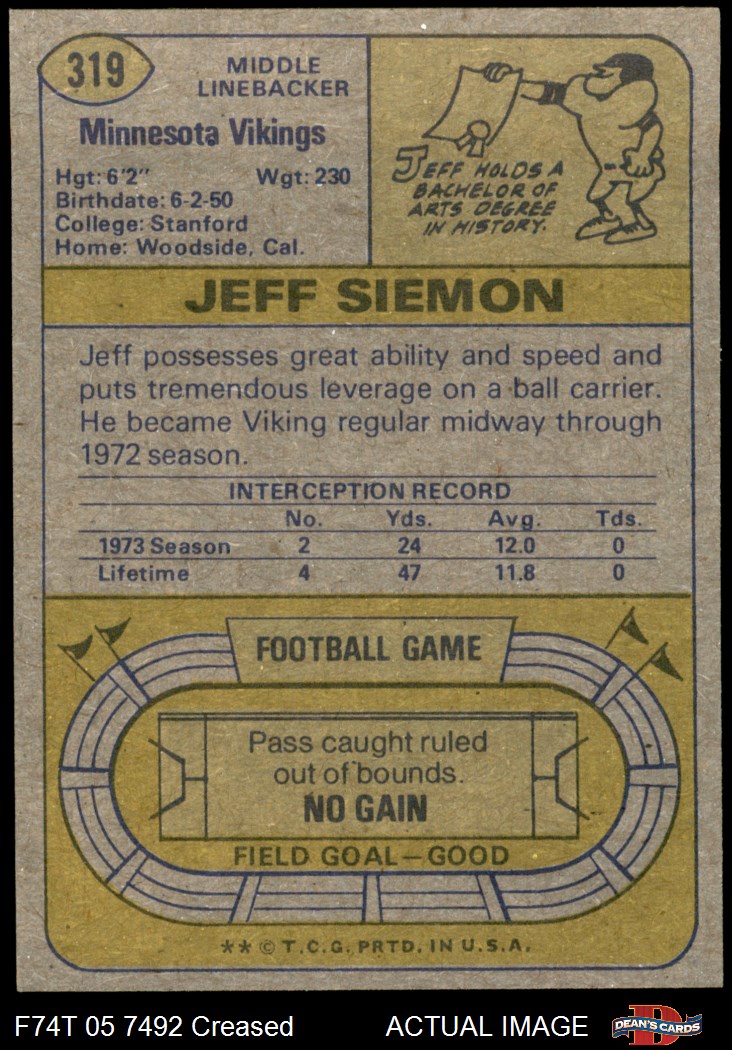 319
MIDDLE
LINEBACKER
Minnesota Vikings
Hgt: 6'2" Wgt: 230
Birthdate: 6-2-50
College: Stanford
Home: Woodside, Cal.
JEFF HOLDS A
BACHELOR OF
ARTS DEGREE
IN HISTORY.
JEFF SIEMON
Jeff possesses great ability and speed and
puts tremendous leverage on a ball carrier.
He became Viking regular midway through
1972 season.
INTERCEPTION RECORD
No. Yds. Avg. Tds.
1973 Season 2 24 12.0 0
Lifetime 4 47 11.8 0
FOOTBALL GAME
Pass caught ruled
out of bounds.
NO GAIN
FIELD GOAL—GOOD
** © T.C.G. PRTD. IN U.S.A.
F74T 05 7492 Creased ACTUAL IMAGE
D
DEAN'S CARDS